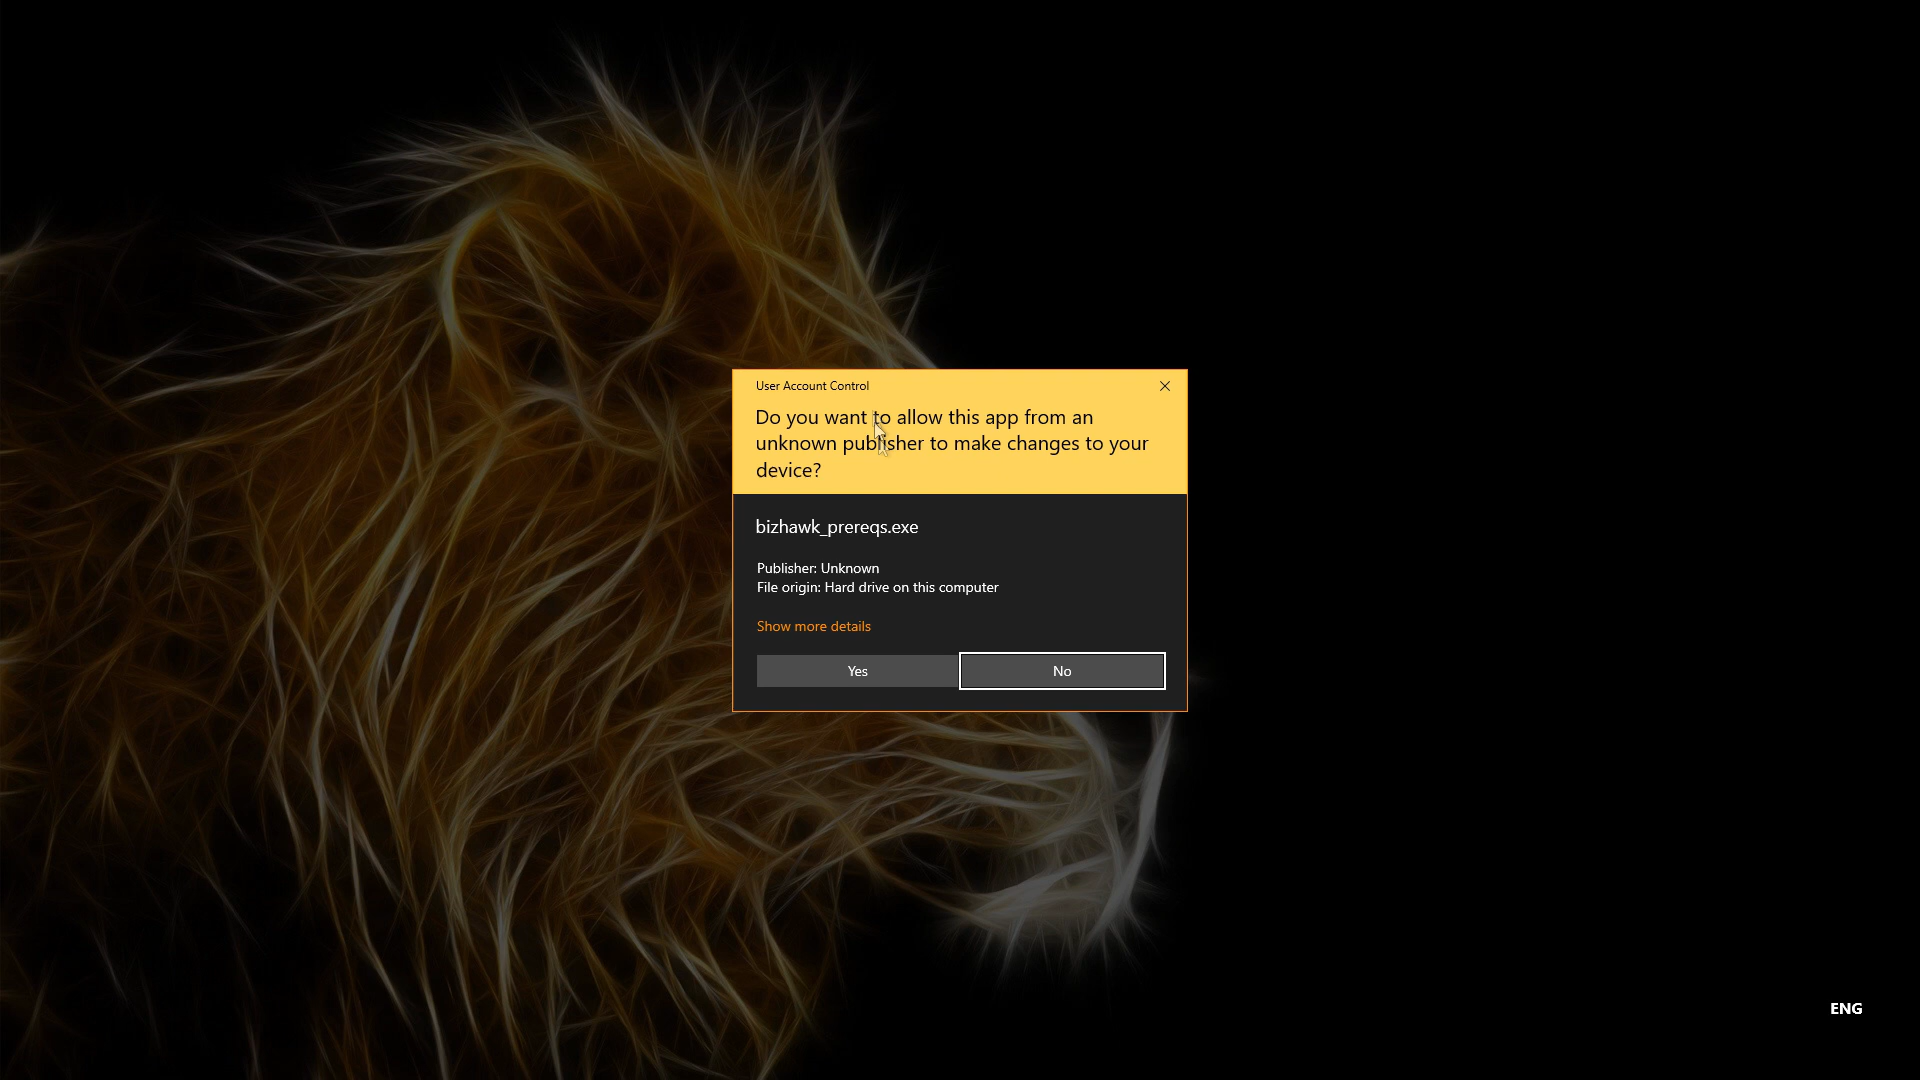 User Account Control
Do you want to allow this app from an
unknown publisher to make changes to your
device?
bizhawk_prereqs.exe
Publisher: Unknown
File origin: Hard drive on this computer
Show more details
Yes No
ENG